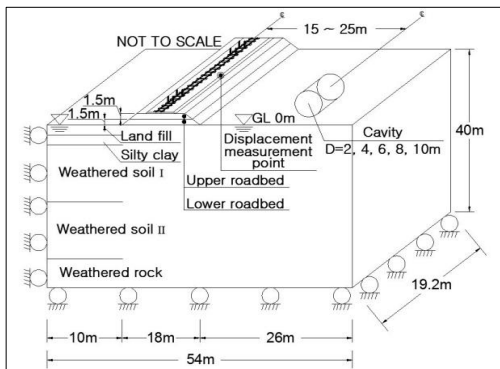 ℄
15 ~ 25m
℄
NOT TO SCALE
1.5m
1.5m
GL 0m
40m
Land fill
Silty clay
Displacement
measurement
point
Cavity
D=2, 4, 6, 8, 10m
Weathered soil Ⅰ
Upper roadbed
Lower roadbed
Weathered soil Ⅱ
Weathered rock
19.2m
10m
18m
26m
54m